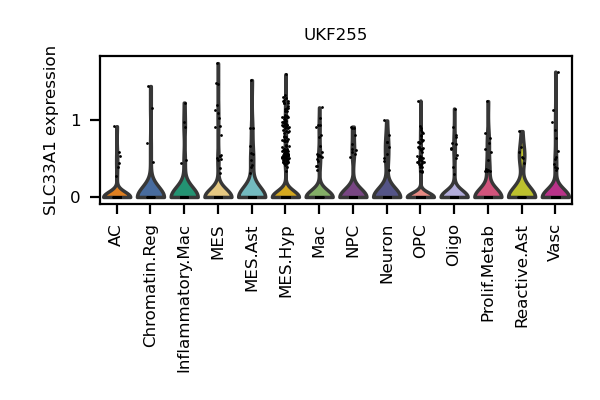 UKF255
SLC33A1 expression
1
0
AC
Chromatin.Reg
Inflammatory.Mac
MES
MES.Ast
MES.Hyp
Mac
NPC
Neuron
OPC
Oligo
Prolif.Metab
Reactive.Ast
Vasc